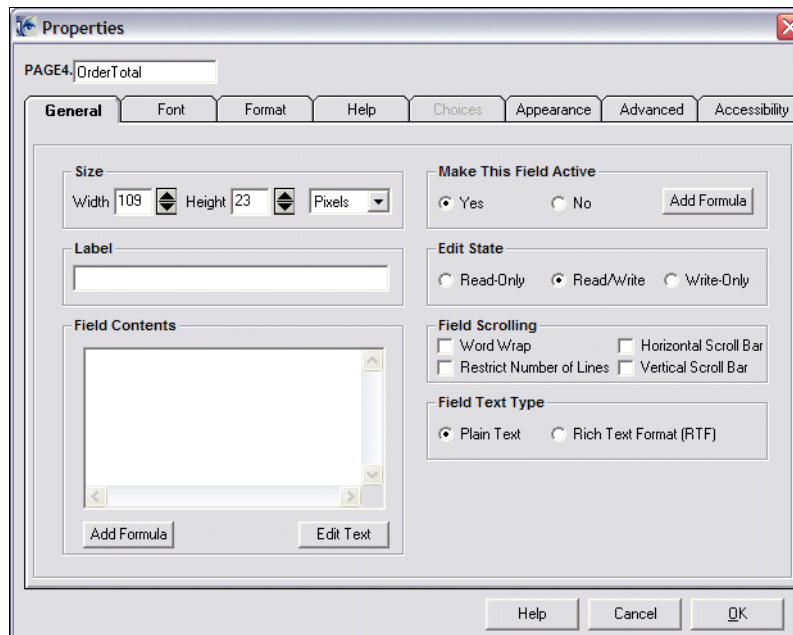 Properties
PAGE4. OrderTotal
General Font Format Help Choices Appearance Advanced Accessibility
Size
Width 109 Height 23 Pixels
Make This Field Active
Yes No Add Formula
Label
Edit State
Read-Only Read/Write Write-Only
Field Contents
Field Scrolling
Word Wrap Horizontal Scroll Bar
Restrict Number of Lines Vertical Scroll Bar
Field Text Type
Plain Text Rich Text Format (RTF)
Add Formula Edit Text
Help Cancel OK